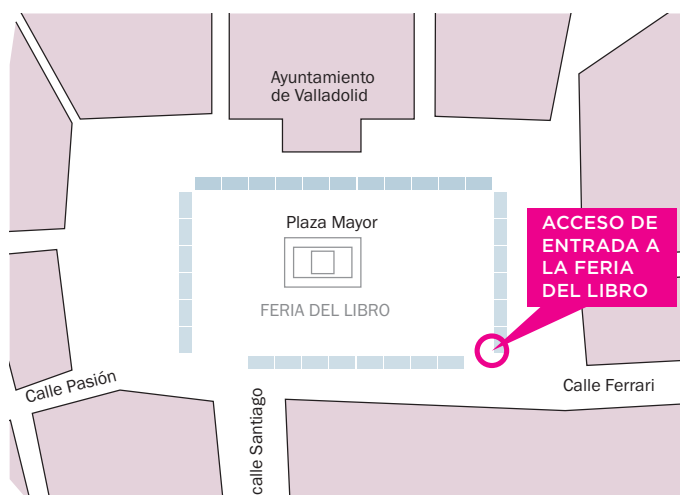 Ayuntamiento
de Valladolid
Plaza Mayor
ACCESO DE
ENTRADA A
LA FERIA
DEL LIBRO
FERIA DEL LIBRO
Calle Pasión
calle Santiago
Calle Ferrari